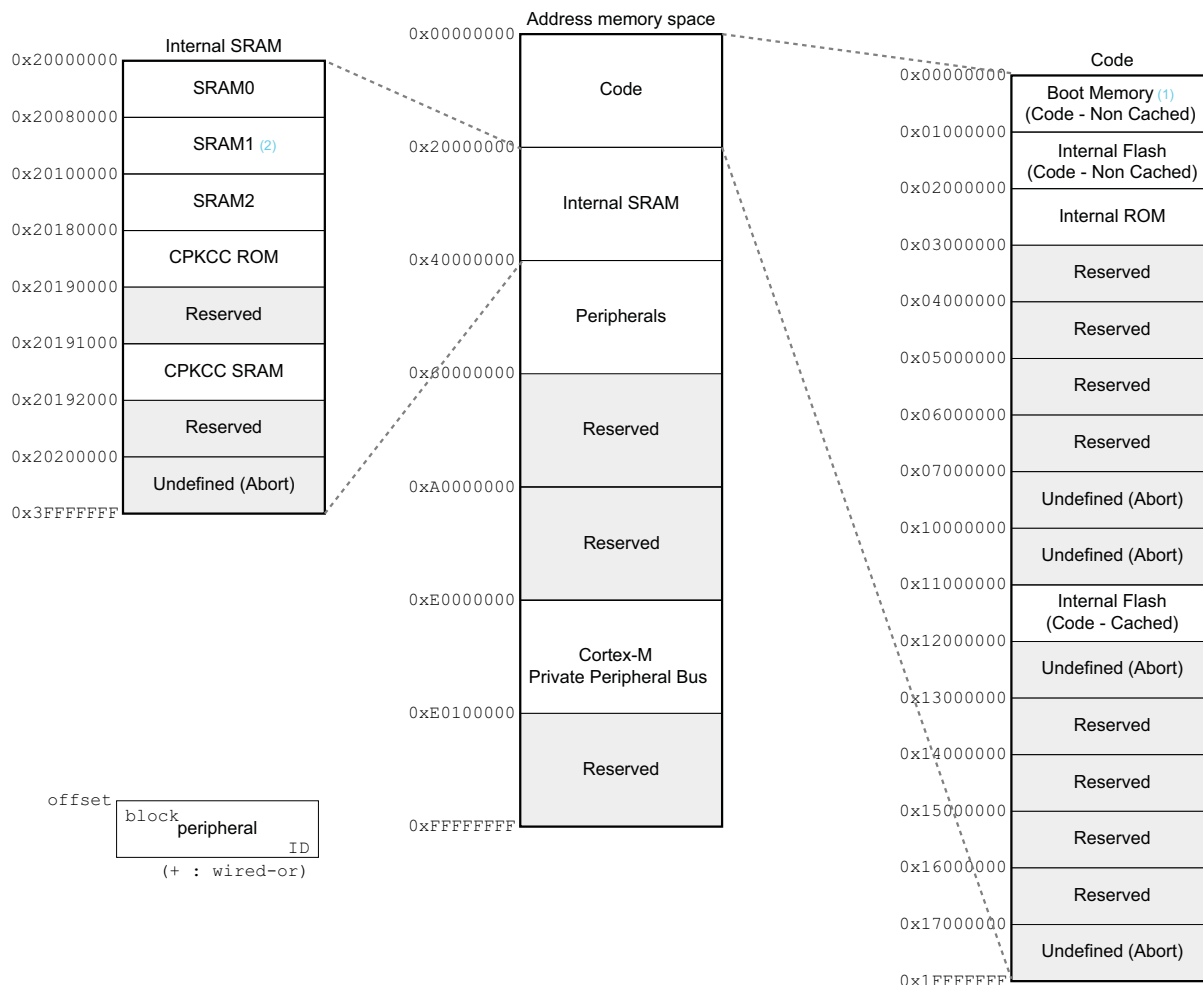 Internal SRAM
0x20000000
SRAM0
0x20080000
SRAM1 (2)
0x20100000
SRAM2
0x20180000
CPKCC ROM
0x20190000
Reserved
0x20191000
CPKCC SRAM
0x20192000
Reserved
0x20200000
Undefined (Abort)
0x3FFFFFFF
offset
block
peripheral
ID
(+ : wired-or)
Address memory space
0x00000000
Code
0x20000000
Internal SRAM
0x40000000
Peripherals
0x60000000
Reserved
0xA0000000
Reserved
0xE0000000
Cortex-M
Private Peripheral Bus
0xE0100000
Reserved
0xFFFFFFFF
Code
0x00000000
Boot Memory (1)
(Code - Non Cached)
0x01000000
Internal Flash
(Code - Non Cached)
0x02000000
Internal ROM
0x03000000
Reserved
0x04000000
Reserved
0x05000000
Reserved
0x06000000
Reserved
0x07000000
Undefined (Abort)
0x10000000
Undefined (Abort)
0x11000000
Internal Flash
(Code - Cached)
0x12000000
Undefined (Abort)
0x13000000
Reserved
0x14000000
Reserved
0x15000000
Reserved
0x16000000
Reserved
0x17000000
Undefined (Abort)
0x1FFFFFFF